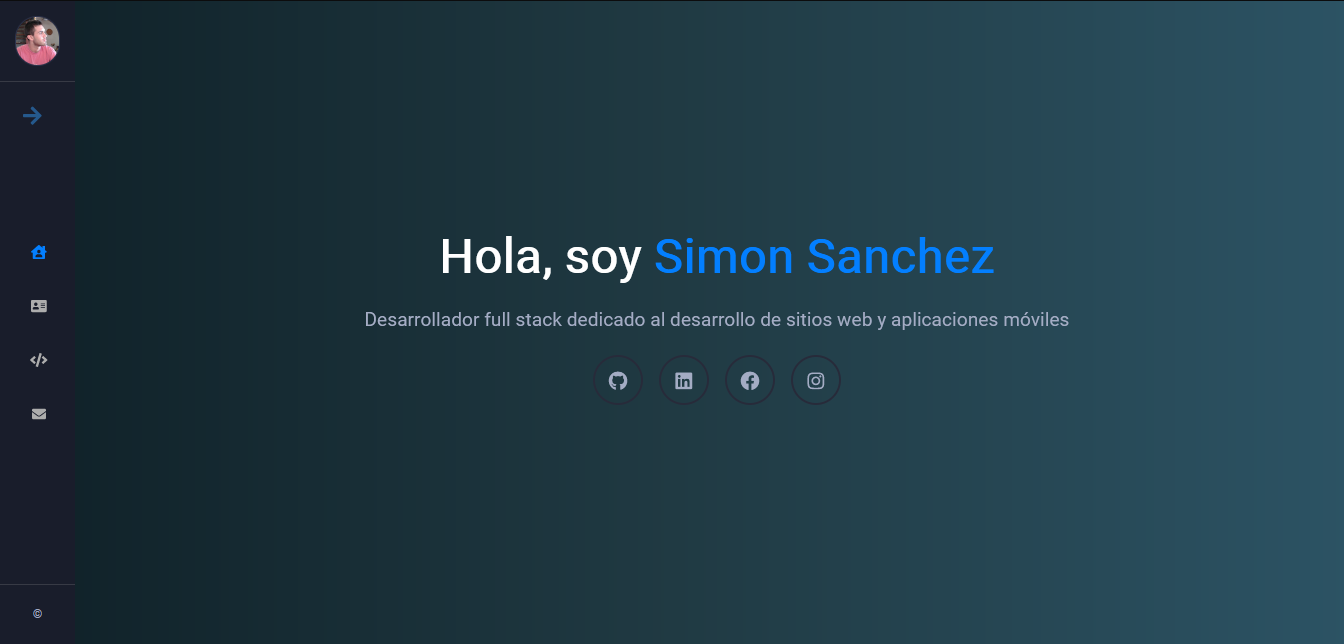 Hola, soy Simon Sanchez
Desarrollador full stack dedicado al desarrollo de sitios web y aplicaciones móviles
©